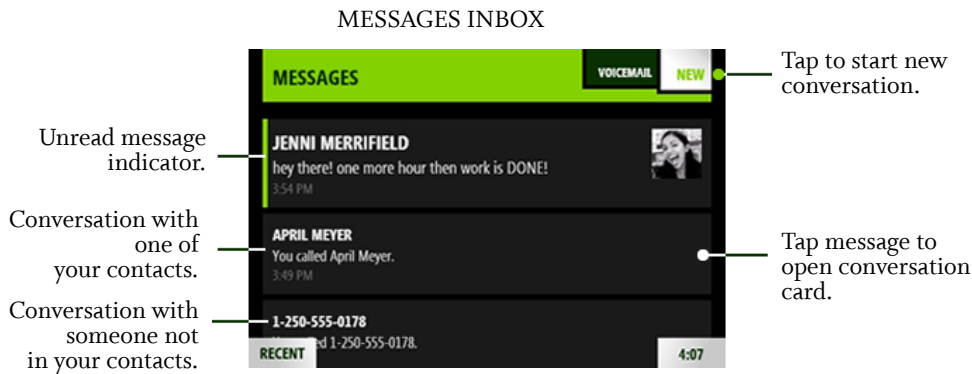 MESSAGES INBOX
MESSAGES
VOICEMAIL
NEW
Tap to start new
conversation.
Unread message
indicator.
JENNI MERRIFIELD
hey there! one more hour then work is DONE!
3:54 PM
Conversation with
one of
your contacts.
APRIL MEYER
You called April Meyer.
3:49 PM
Tap message to
open conversation
card.
Conversation with
someone not
in your contacts.
1-250-555-0178
1-250-555-0178.
RECENT
4:07